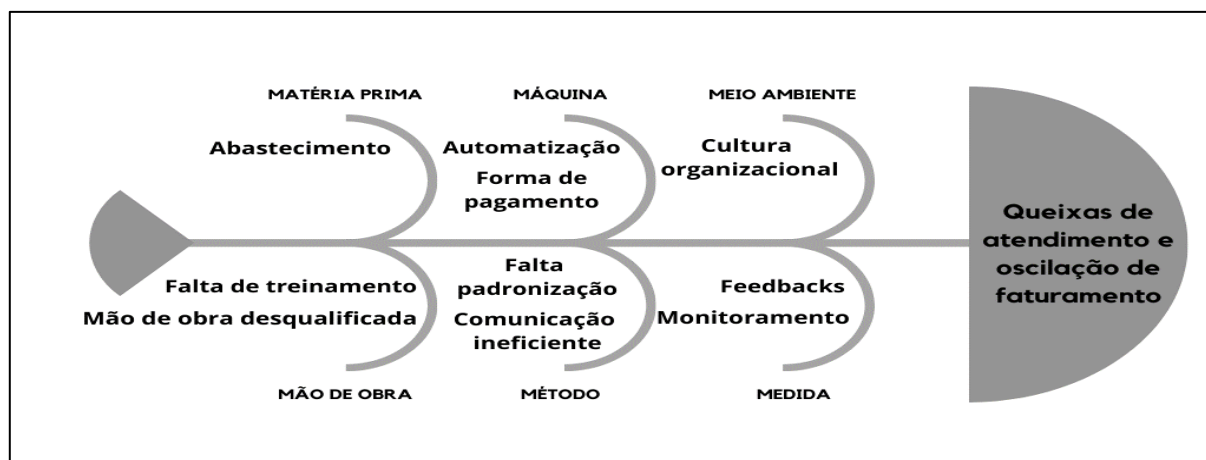 MATÉRIA PRIMA
MÁQUINA
MEIO AMBIENTE
Abastecimento
Automatização
Forma de
pagamento
Cultura
organizacional
Queixas de
atendimento e
oscilação de
faturamento
Falta de treinamento
Mão de obra desqualificada
Falta
padronização
Comunicação
ineficiente
Feedbacks
Monitoramento
MÃO DE OBRA
MÉTODO
MEDIDA